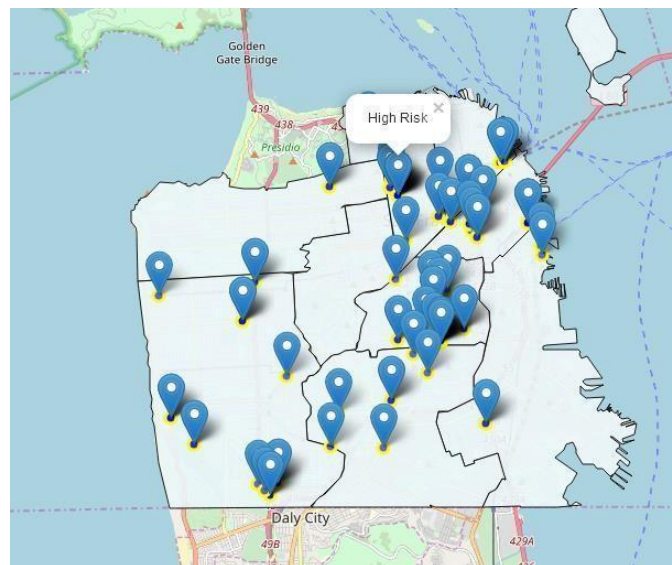 Golden
Gate Bridge
439
438
Presidio
High Risk
×
Daly City
49B
429A